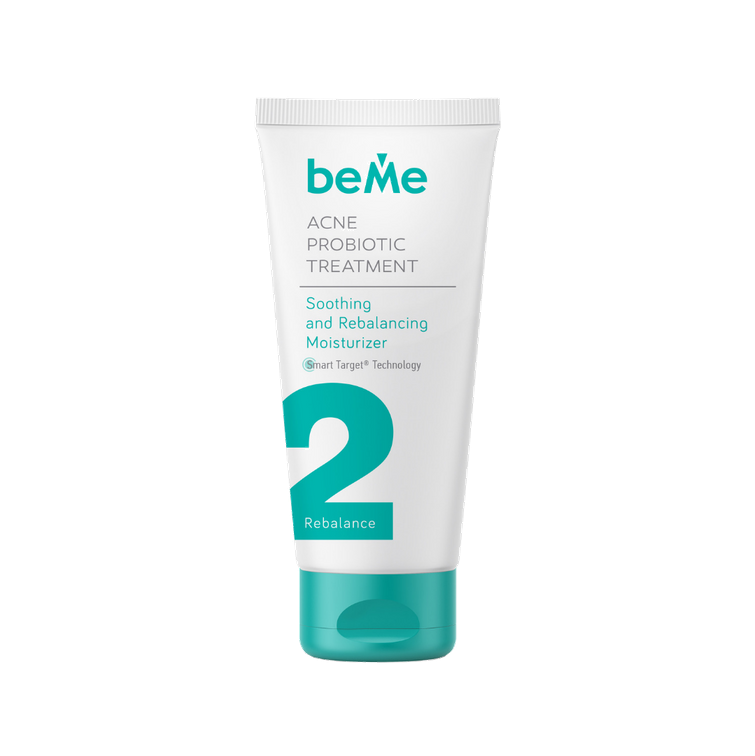 beMe
ACNE
PROBIOTIC
TREATMENT
Soothing
and Rebalancing
Moisturizer
Smart Target® Technology
2
Rebalance